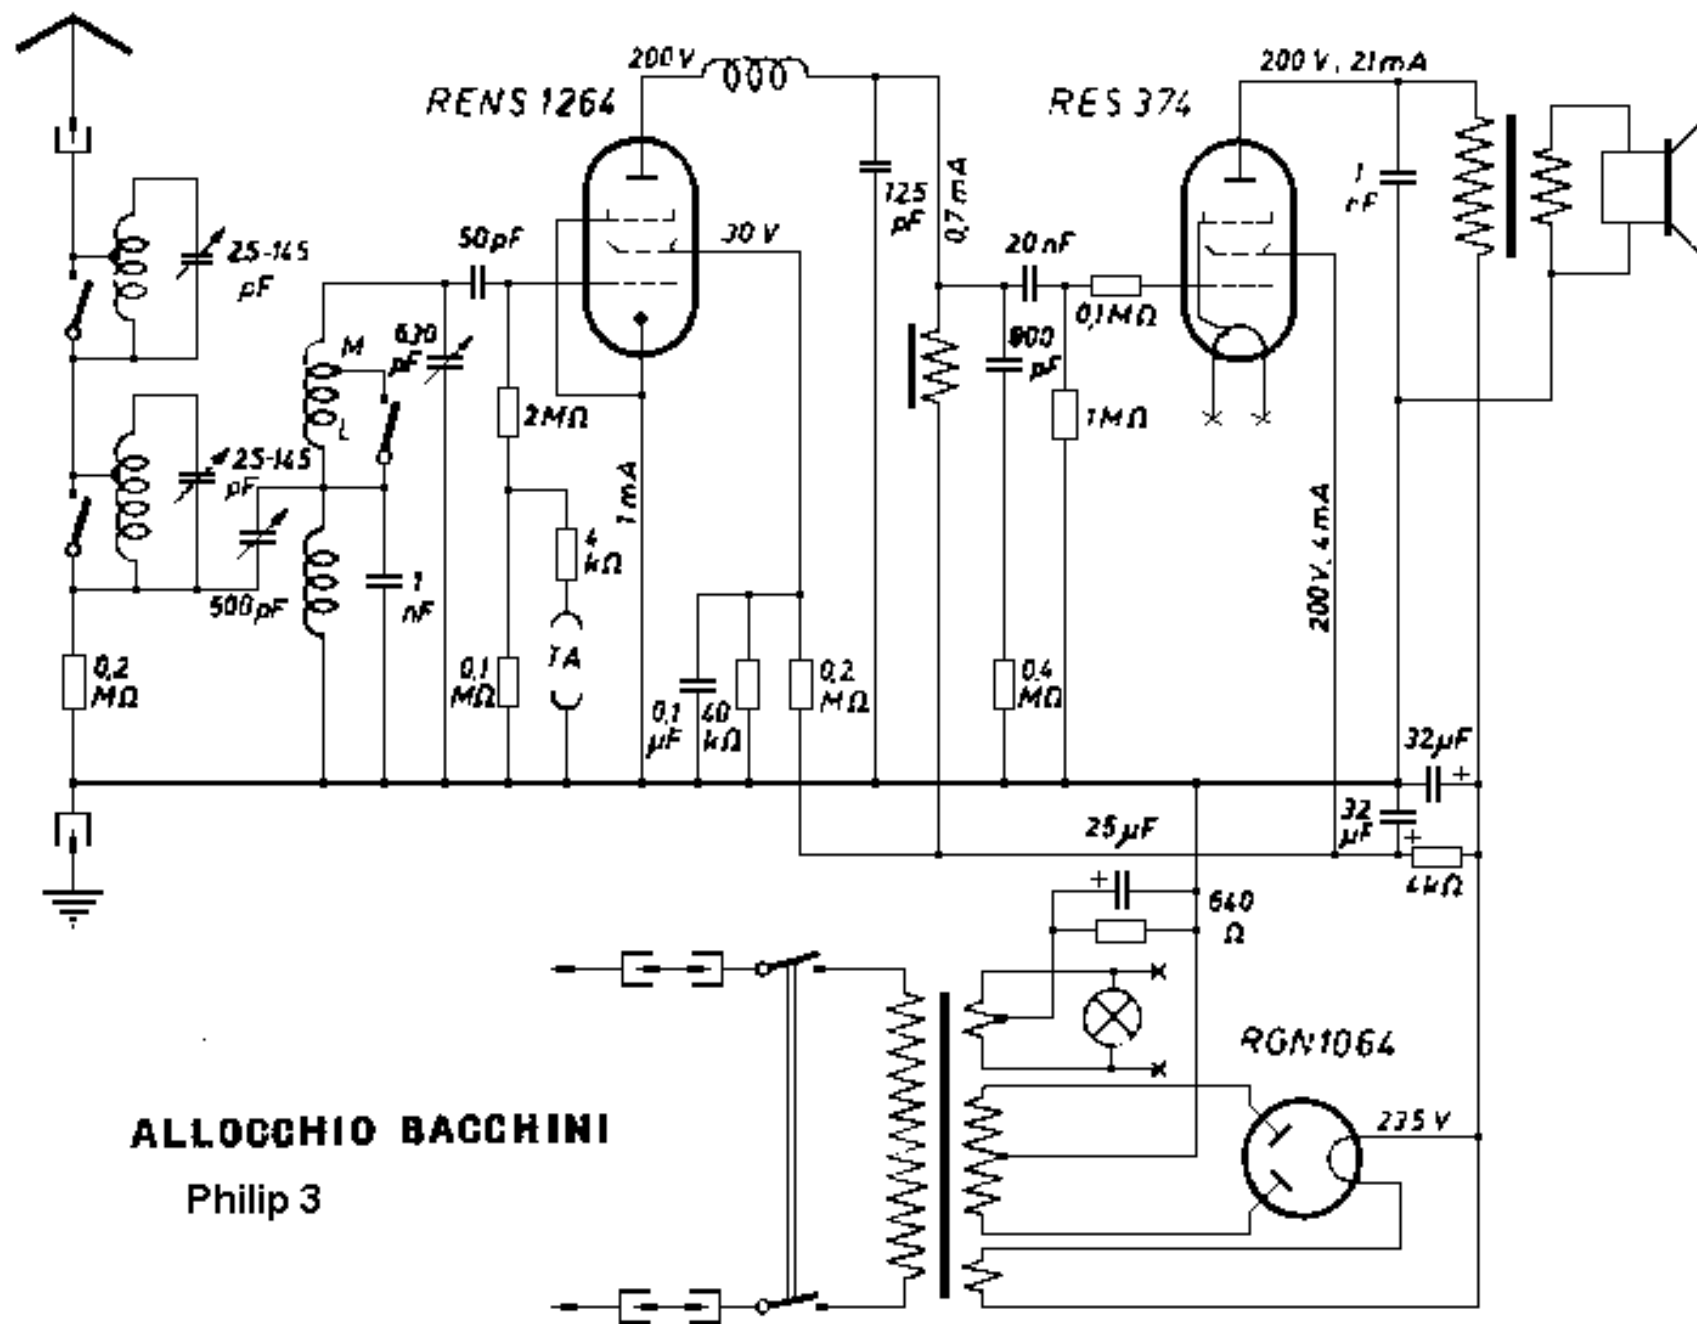 200 V
RENS 1264
200 V, 21 mA
RES 374
25-145
pF
50 pF
30 V
125
pF
0,7 mA
20 nF
1
nF
630
pF
M
L
2 MΩ
0,1 MΩ
pF
1 MΩ
25-145
pF
500 pF
1
nF
4
kΩ
1 mA
200 V, 4 mA
0,2
MΩ
0,1
MΩ
TA
0,1
µF
40
kΩ
0,2
MΩ
0,4
MΩ
32 µF
+
32
µF
+
25 µF
4 kΩ
+
640
Ω
RGN 1064
235 V
ALLOCCHIO BACCHINI
Philip 3